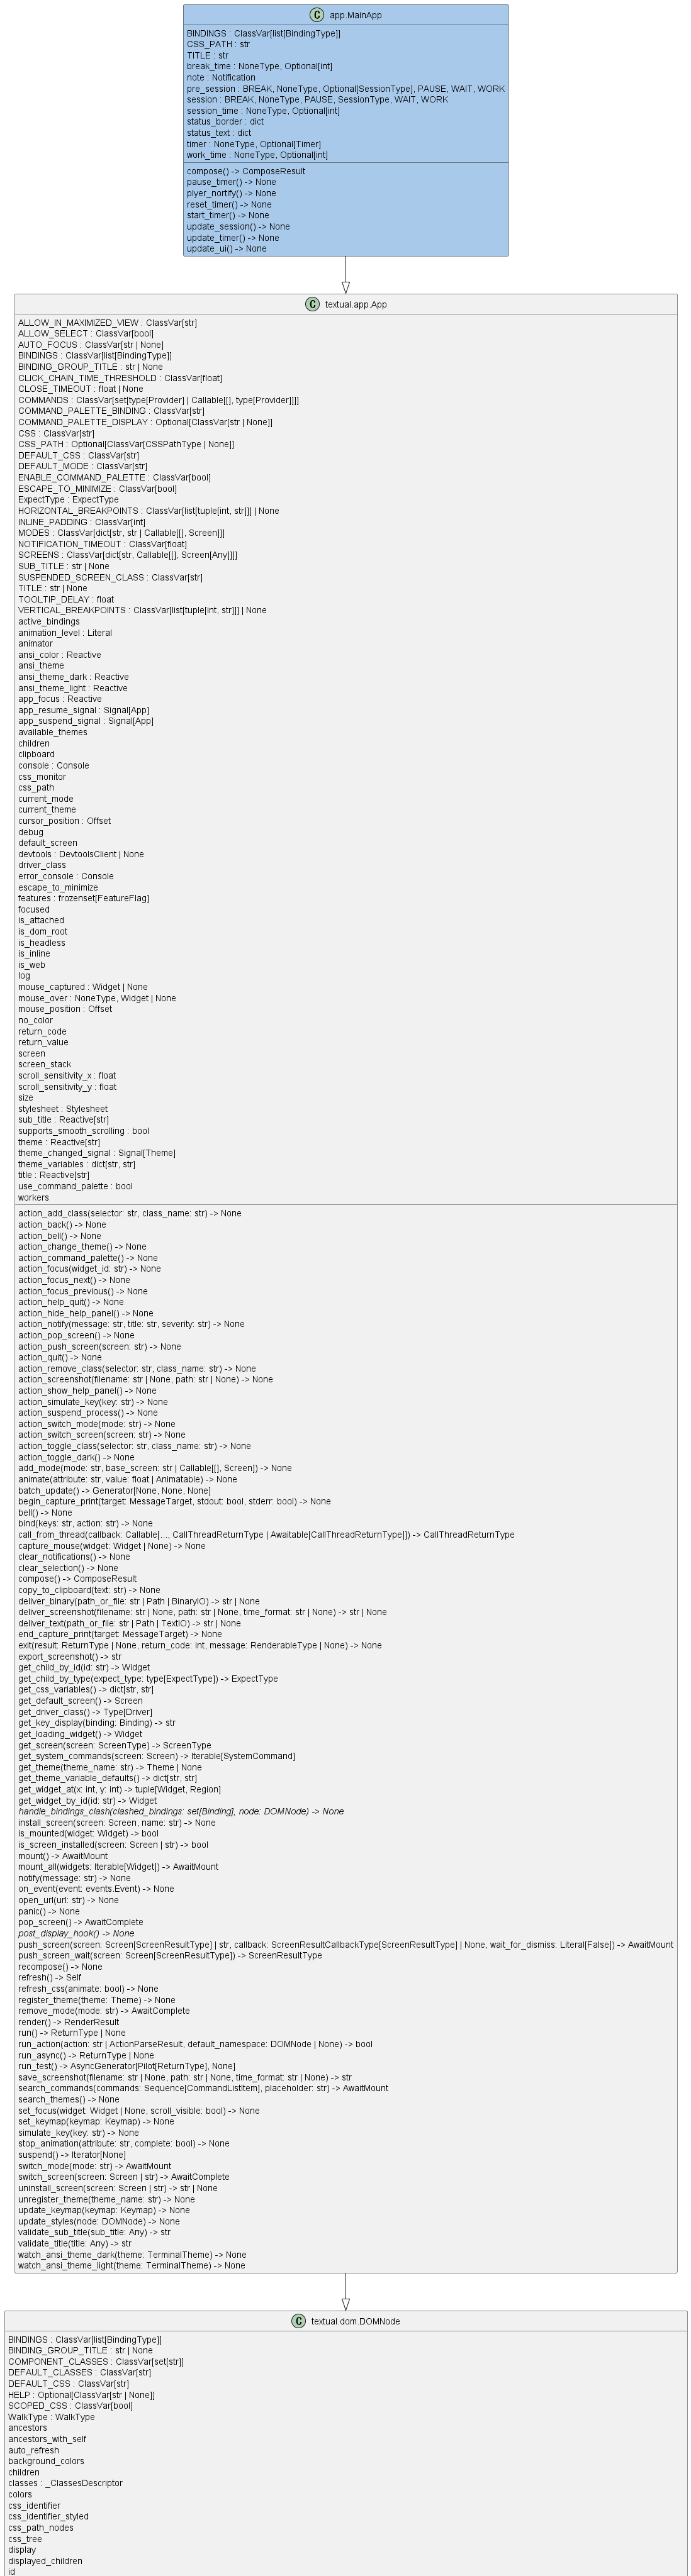 C app.MainApp
BINDINGS : ClassVar[list[BindingType]]
CSS_PATH : str
TITLE : str
break_time : NoneType, Optional[int]
note : Notification
pre_session : BREAK, NoneType, Optional[SessionType], PAUSE, WAIT, WORK
session : BREAK, NoneType, PAUSE, SessionType, WAIT, WORK
session_time : NoneType, Optional[int]
status_border : dict
status_text : dict
timer : NoneType, Optional[Timer]
work_time : NoneType, Optional[int]
compose() -> ComposeResult
pause_timer() -> None
plyer_nortify() -> None
reset_timer() -> None
start_timer() -> None
update_session() -> None
update_timer() -> None
update_ui() -> None
C textual.app.App
ALLOW_IN_MAXIMIZED_VIEW : ClassVar[str]
ALLOW_SELECT : ClassVar[bool]
AUTO_FOCUS : ClassVar[str | None]
BINDINGS : ClassVar[list[BindingType]]
BINDING_GROUP_TITLE : str | None
CLICK_CHAIN_TIME_THRESHOLD : ClassVar[float]
CLOSE_TIMEOUT : float | None
COMMANDS : ClassVar[set[type[Provider] | Callable[[], type[Provider]]]]
COMMAND_PALETTE_BINDING : ClassVar[str]
COMMAND_PALETTE_DISPLAY : Optional[ClassVar[str | None]]
CSS : ClassVar[str]
CSS_PATH : Optional[ClassVar[CSSPathType | None]]
DEFAULT_CSS : ClassVar[str]
DEFAULT_MODE : ClassVar[str]
ENABLE_COMMAND_PALETTE : ClassVar[bool]
ESCAPE_TO_MINIMIZE : ClassVar[bool]
ExpectType : ExpectType
HORIZONTAL_BREAKPOINTS : ClassVar[list[tuple[int, str]]] | None
INLINE_PADDING : ClassVar[int]
MODES : ClassVar[dict[str, str | Callable[[], Screen]]]
NOTIFICATION_TIMEOUT : ClassVar[float]
SCREENS : ClassVar[dict[str, Callable[[], Screen[Any]]]]
SUB_TITLE : str | None
SUSPENDED_SCREEN_CLASS : ClassVar[str]
TITLE : str | None
TOOLTIP_DELAY : float
VERTICAL_BREAKPOINTS : ClassVar[list[tuple[int, str]]] | None
active_bindings
animation_level : Literal
animator
ansi_color : Reactive
ansi_theme
ansi_theme_dark : Reactive
ansi_theme_light : Reactive
app_focus : Reactive
app_resume_signal : Signal[App]
app_suspend_signal : Signal[App]
available_themes
children
clipboard
console : Console
css_monitor
css_path
current_mode
current_theme
cursor_position : Offset
debug
default_screen
devtools : DevtoolsClient | None
driver_class
error_console : Console
escape_to_minimize
features : frozenset[FeatureFlag]
focused
is_attached
is_dom_root
is_headless
is_inline
is_web
log
mouse_captured : Widget | None
mouse_over : NoneType, Widget | None
mouse_position : Offset
no_color
return_code
return_value
screen
screen_stack
scroll_sensitivity_x : float
scroll_sensitivity_y : float
size
stylesheet : Stylesheet
sub_title : Reactive[str]
supports_smooth_scrolling : bool
theme : Reactive[str]
theme_changed_signal : Signal[Theme]
theme_variables : dict[str, str]
title : Reactive[str]
use_command_palette : bool
workers
action_add_class(selector: str, class_name: str) -> None
action_back() -> None
action_bell() -> None
action_change_theme() -> None
action_command_palette() -> None
action_focus(widget_id: str) -> None
action_focus_next() -> None
action_focus_previous() -> None
action_help_quit() -> None
action_hide_help_panel() -> None
action_notify(message: str, title: str, severity: str) -> None
action_pop_screen() -> None
action_push_screen(screen: str) -> None
action_quit() -> None
action_remove_class(selector: str, class_name: str) -> None
action_screenshot(filename: str | None, path: str | None) -> None
action_show_help_panel() -> None
action_simulate_key(key: str) -> None
action_suspend_process() -> None
action_switch_mode(mode: str) -> None
action_switch_screen(screen: str) -> None
action_toggle_class(selector: str, class_name: str) -> None
action_toggle_dark() -> None
add_mode(mode: str, base_screen: str | Callable[[], Screen]) -> None
animate(attribute: str, value: float | Animatable) -> None
batch_update() -> Generator[None, None, None]
begin_capture_print(target: MessageTarget, stdout: bool, stderr: bool) -> None
bell() -> None
bind(keys: str, action: str) -> None
call_from_thread(callback: Callable[..., CallThreadReturnType | Awaitable[CallThreadReturnType]]) -> CallThreadReturnType
capture_mouse(widget: Widget | None) -> None
clear_notifications() -> None
clear_selection() -> None
compose() -> ComposeResult
copy_to_clipboard(text: str) -> None
deliver_binary(path_or_file: str | Path | BinaryIO) -> str | None
deliver_screenshot(filename: str | None, path: str | None, time_format: str | None) -> str | None
deliver_text(path_or_file: str | Path | TextIO) -> str | None
end_capture_print(target: MessageTarget) -> None
exit(result: ReturnType | None, return_code: int, message: RenderableType | None) -> None
export_screenshot() -> str
get_child_by_id(id: str) -> Widget
get_child_by_type(expect_type: type[ExpectType]) -> ExpectType
get_css_variables() -> dict[str, str]
get_default_screen() -> Screen
get_driver_class() -> Type[Driver]
get_key_display(binding: Binding) -> str
get_loading_widget() -> Widget
get_screen(screen: ScreenType) -> ScreenType
get_system_commands(screen: Screen) -> Iterable[SystemCommand]
get_theme(theme_name: str) -> Theme | None
get_theme_variable_defaults() -> dict[str, str]
get_widget_at(x: int, y: int) -> tuple[Widget, Region]
get_widget_by_id(id: str) -> Widget
handle_bindings_clash(clashed_bindings: set[Binding], node: DOMNode) -> None
install_screen(screen: Screen, name: str) -> None
is_mounted(widget: Widget) -> bool
is_screen_installed(screen: Screen | str) -> bool
mount() -> AwaitMount
mount_all(widgets: Iterable[Widget]) -> AwaitMount
notify(message: str) -> None
on_event(event: events.Event) -> None
open_url(url: str) -> None
panic() -> None
pop_screen() -> AwaitComplete
post_display_hook() -> None
push_screen(screen: Screen[ScreenResultType] | str, callback: ScreenResultCallbackType[ScreenResultType] | None, wait_for_dismiss: Literal[False]) -> AwaitMount
push_screen_wait(screen: Screen[ScreenResultType]) -> ScreenResultType
recompose() -> None
refresh() -> Self
refresh_css(animate: bool) -> None
register_theme(theme: Theme) -> None
remove_mode(mode: str) -> AwaitComplete
render() -> RenderResult
run() -> ReturnType | None
run_action(action: str | ActionParseResult, default_namespace: DOMNode | None) -> bool
run_async() -> ReturnType | None
run_test() -> AsyncGenerator[Pilot[ReturnType], None]
save_screenshot(filename: str | None, path: str | None, time_format: str | None) -> str
search_commands(commands: Sequence[CommandListItem], placeholder: str) -> AwaitMount
search_themes() -> None
set_focus(widget: Widget | None, scroll_visible: bool) -> None
set_keymap(keymap: Keymap) -> None
simulate_key(key: str) -> None
stop_animation(attribute: str, complete: bool) -> None
suspend() -> Iterator[None]
switch_mode(mode: str) -> AwaitMount
switch_screen(screen: Screen | str) -> AwaitComplete
uninstall_screen(screen: Screen | str) -> str | None
unregister_theme(theme_name: str) -> None
update_keymap(keymap: Keymap) -> None
update_styles(node: DOMNode) -> None
validate_sub_title(sub_title: Any) -> str
validate_title(title: Any) -> str
watch_ansi_theme_dark(theme: TerminalTheme) -> None
watch_ansi_theme_light(theme: TerminalTheme) -> None
C textual.dom.DOMNode
BINDINGS : ClassVar[list[BindingType]]
BINDING_GROUP_TITLE : str | None
COMPONENT_CLASSES : ClassVar[set[str]]
DEFAULT_CLASSES : ClassVar[str]
DEFAULT_CSS : ClassVar[str]
HELP : Optional[ClassVar[str | None]]
SCOPED_CSS : ClassVar[bool]
WalkType : WalkType
ancestors
ancestors_with_self
auto_refresh
background_colors
children
classes : _ClassesDescriptor
colors
css_identifier
css_identifier_styled
css_path_nodes
css_tree
display
displayed_children
id